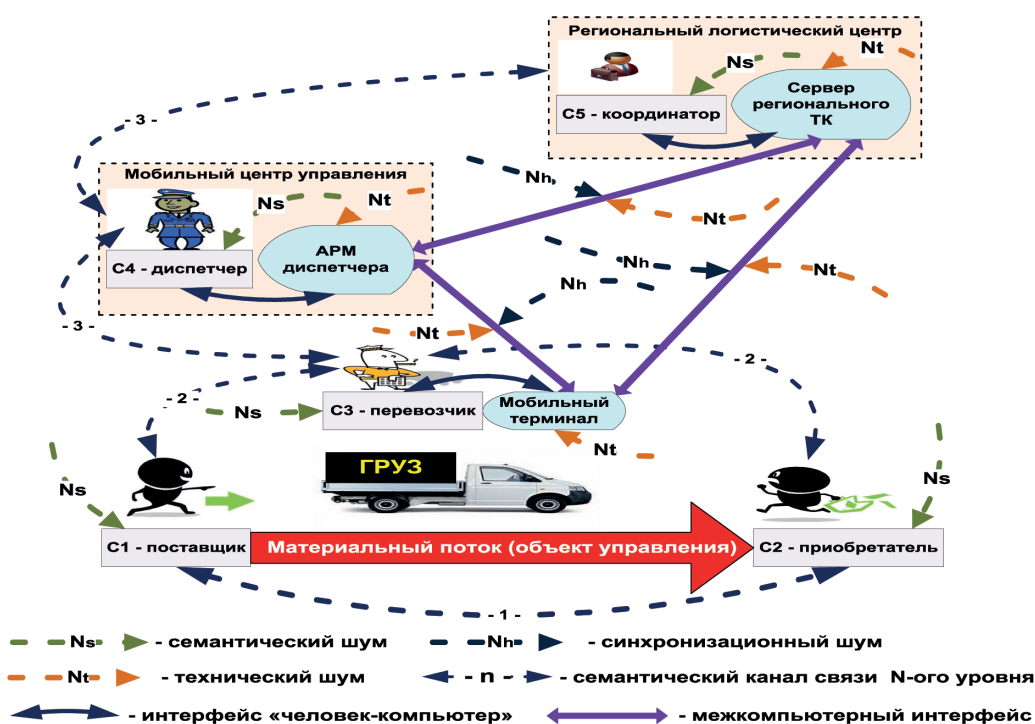 Региональный логистический центр
Ns
Nt
Сервер
регионального
ТК
С5 - координатор
- 3 -
Мобильный центр управления
Nh
Ns
Nt
Nt
АРМ
диспетчера
С4 - диспетчер
Nh
Nt
Nh
- 3 -
Nt
- 2 -
- 2 -
Ns
С3 - перевозчик
Мобильный
терминал
Nt
ГРУЗ
Ns
Ns
С1 - поставщик
Материальный поток (объект управления)
С2 - приобретатель
- 1 -
Ns - семантический шум
Nh - синхронизационный шум
Nt - технический шум
- n - - семантический канал связи N-ого уровня
- интерфейс «человек-компьютер»
- межкомпьютерный интерфейс